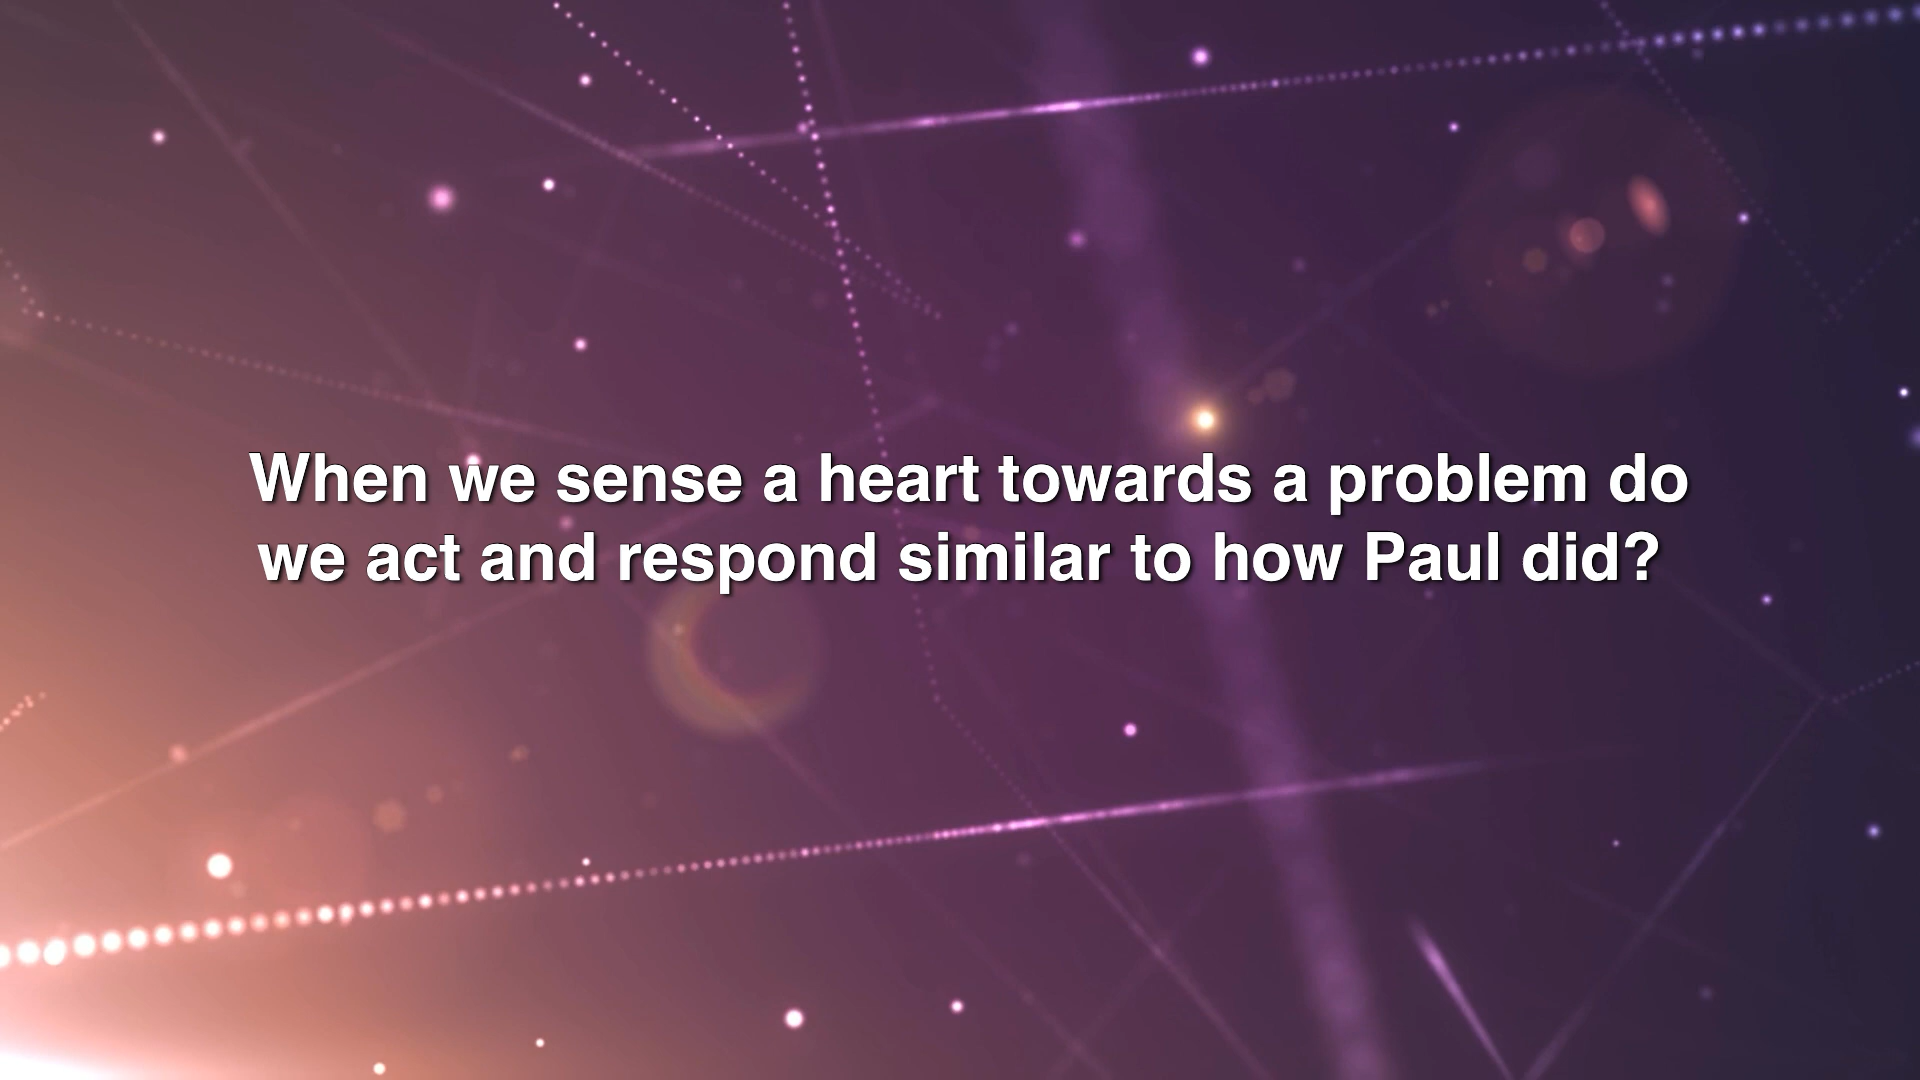 When we sense a heart towards a problem do
we act and respond similar to how Paul did?